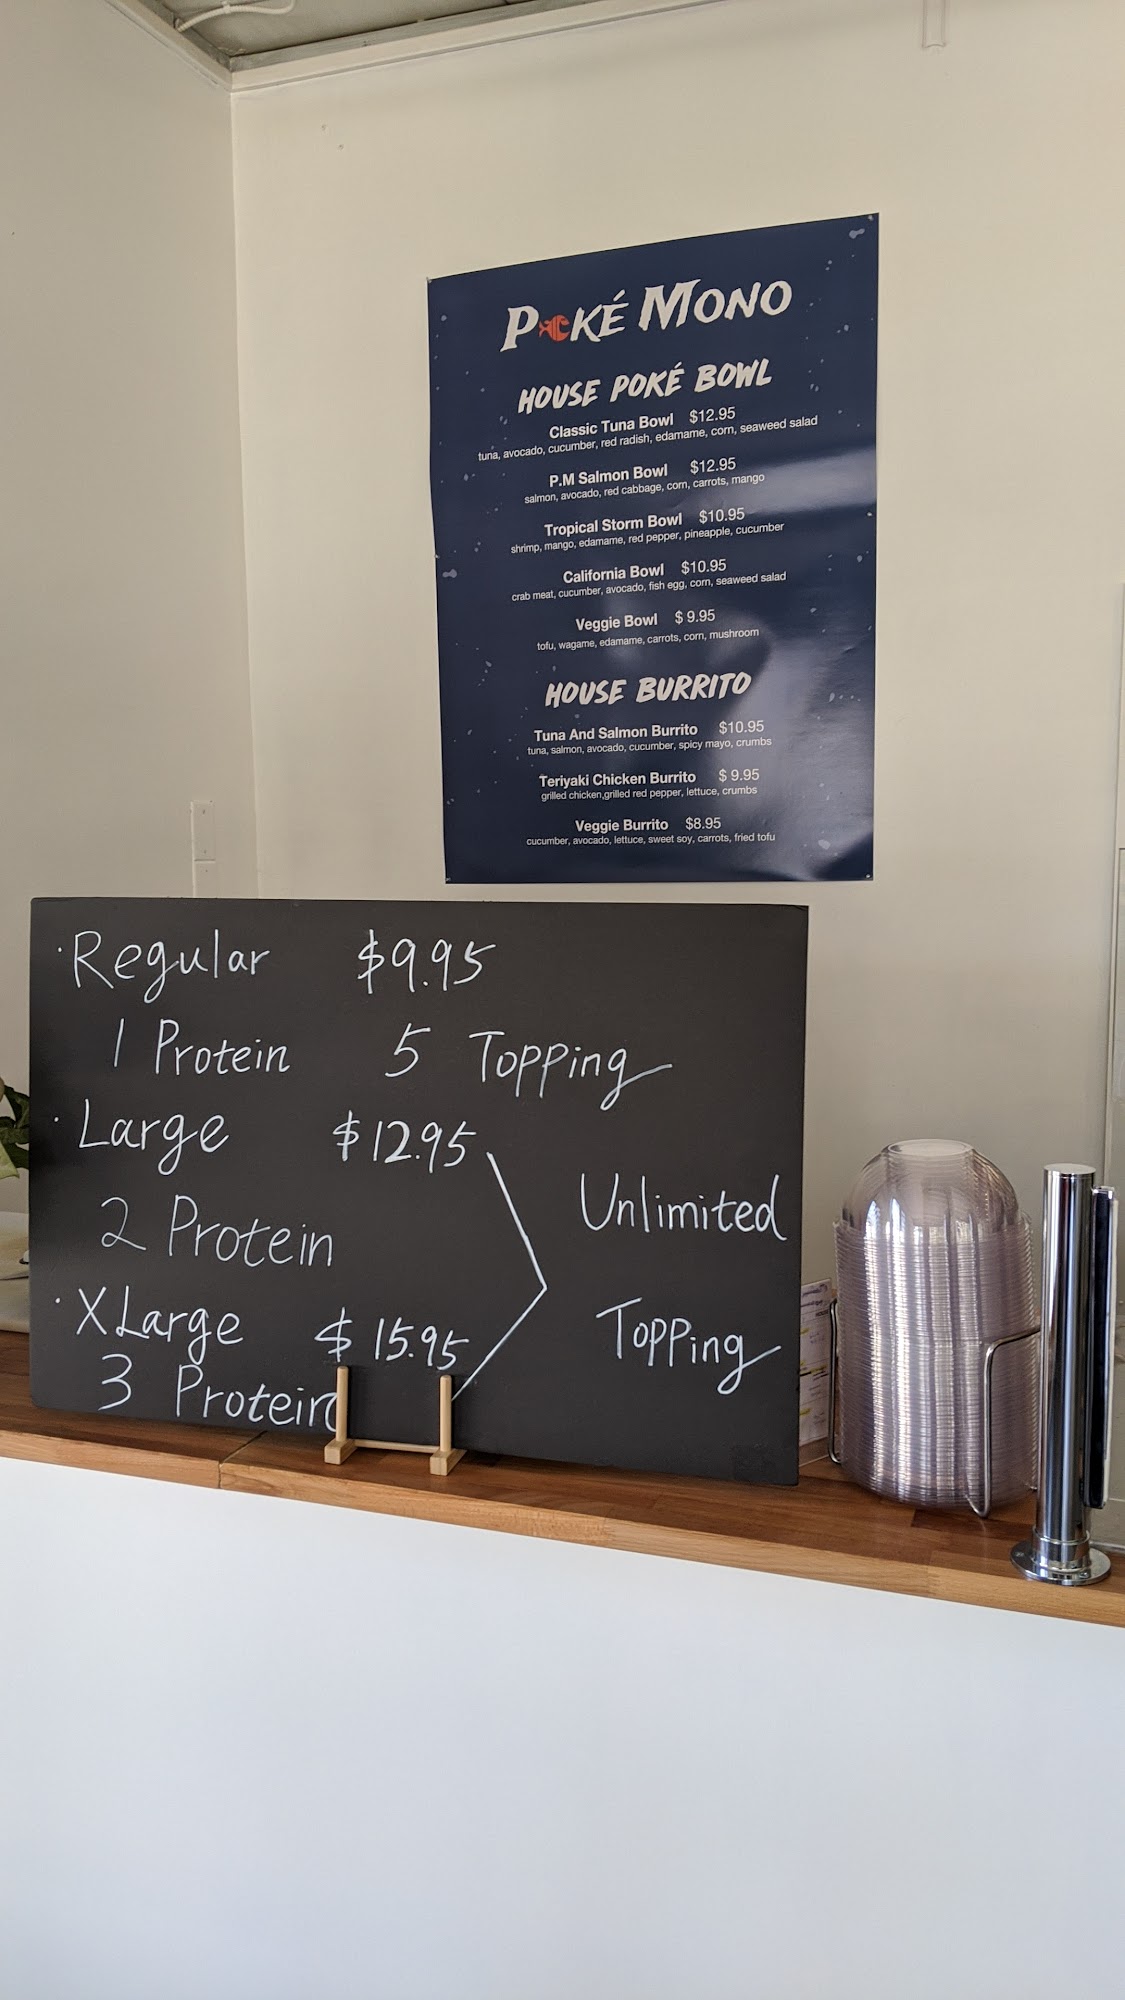 POKÉ MONO
HOUSE POKÉ BOWL
Classic Tuna Bowl $12.95
tuna, avocado, cucumber, red radish, edamame, corn, seaweed salad
P.M Salmon Bowl $12.95
salmon, avocado, red cabbage, corn, carrots, mango
Tropical Storm Bowl $10.95
shrimp, mango, edamame, red pepper, pineapple, cucumber
California Bowl $10.95
crab meat, cucumber, avocado, fish egg, corn, seaweed salad
Veggie Bowl $ 9.95
tofu, wagame, edamame, carrots, corn, mushroom
HOUSE BURRITO
Tuna And Salmon Burrito $10.95
tuna, salmon, avocado, cucumber, spicy mayo, crumbs
Teriyaki Chicken Burrito $ 9.95
grilled chicken,grilled red pepper, lettuce, crumbs
Veggie Burrito $8.95
cucumber, avocado, lettuce, sweet soy, carrots, fried tofu
· Regular $9.95
1 Protein 5 Topping
· Large $12.95
2 Protein
· XLarge $15.95
3 Protein
Unlimited
Topping